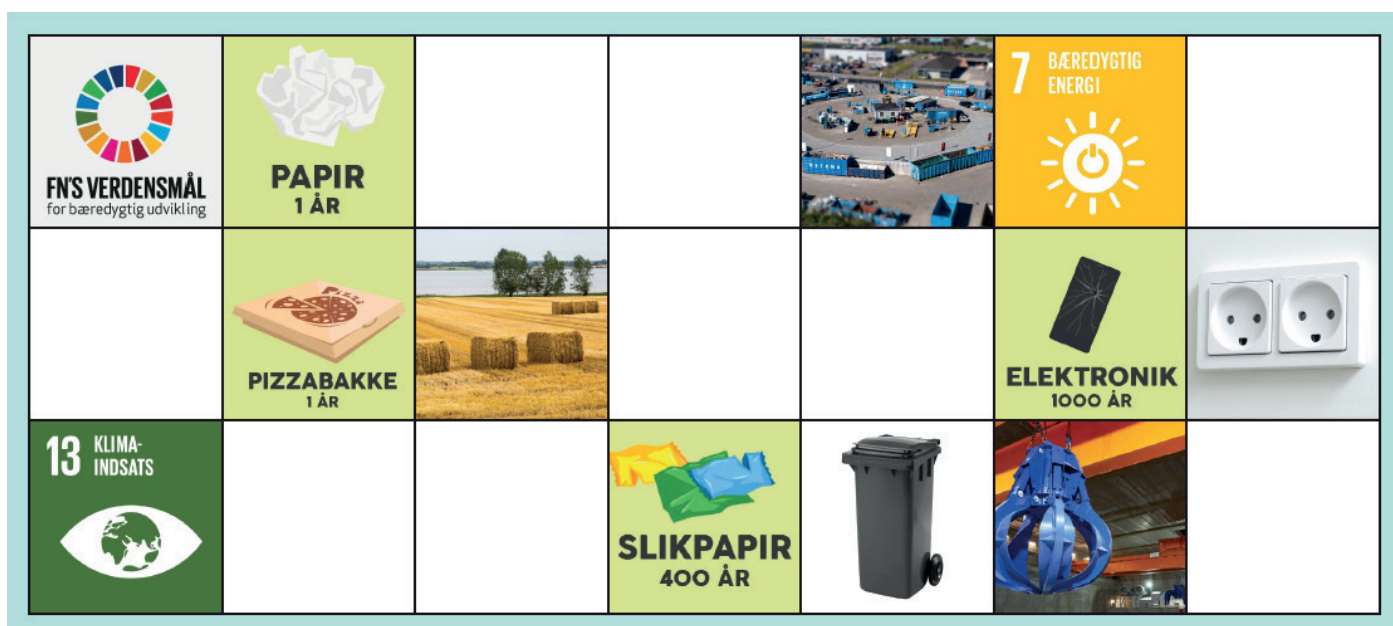 FN'S VERDENSMÅL
for bæredygtig udvikling
PAPIR
1 ÅR
7 BÆREDYGTIG
ENERGI
Pizza
PIZZABAKKE
1 ÅR
ELEKTRONIK
1000 ÅR
13 KLIMA-
INDSATS
SLIKPAPIR
400 ÅR